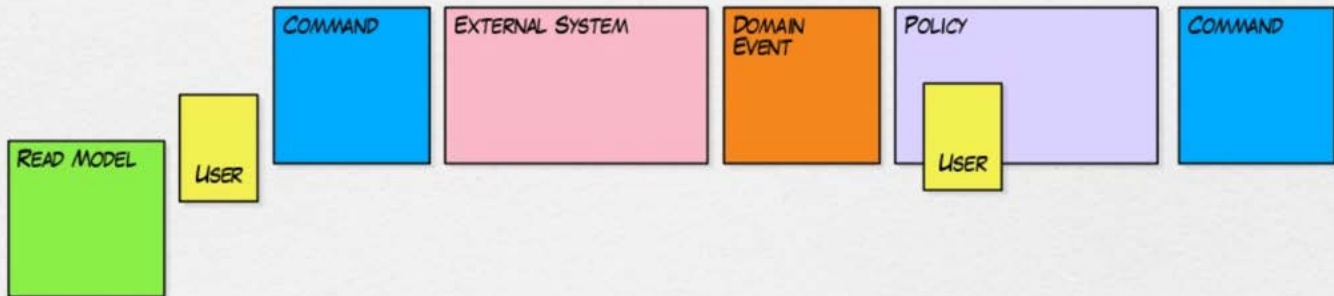 COMMAND
EXTERNAL SYSTEM
DOMAIN
EVENT
POLICY
COMMAND
READ MODEL
USER
USER